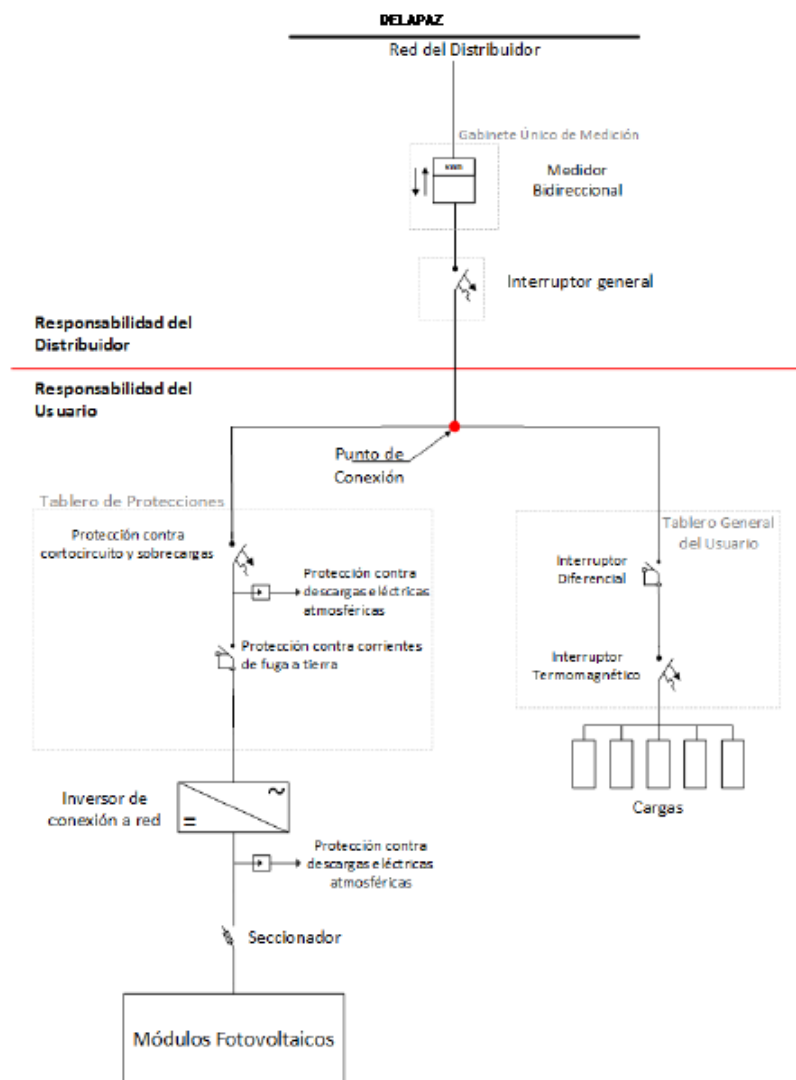 DELAPAZ
Red del Distribuidor
Gabinete Único de Medición
Medidor
Bidireccional
Interruptor general
Responsabilidad del
Distribuidor
Responsabilidad del
Usuario
Punto de
Conexión
Tablero de Protecciones
Protección contra
cortocircuito y sobrecargas
Protección contra
descargas eléctricas
atmosféricas
Protección contra corrientes
de fuga a tierra
Tablero General
del Usuario
Interruptor
Diferencial
Interruptor
Termomagnético
Cargas
Inversor de
conexión a red
Protección contra
descargas eléctricas
atmosféricas
Seccionador
Módulos Fotovoltaicos